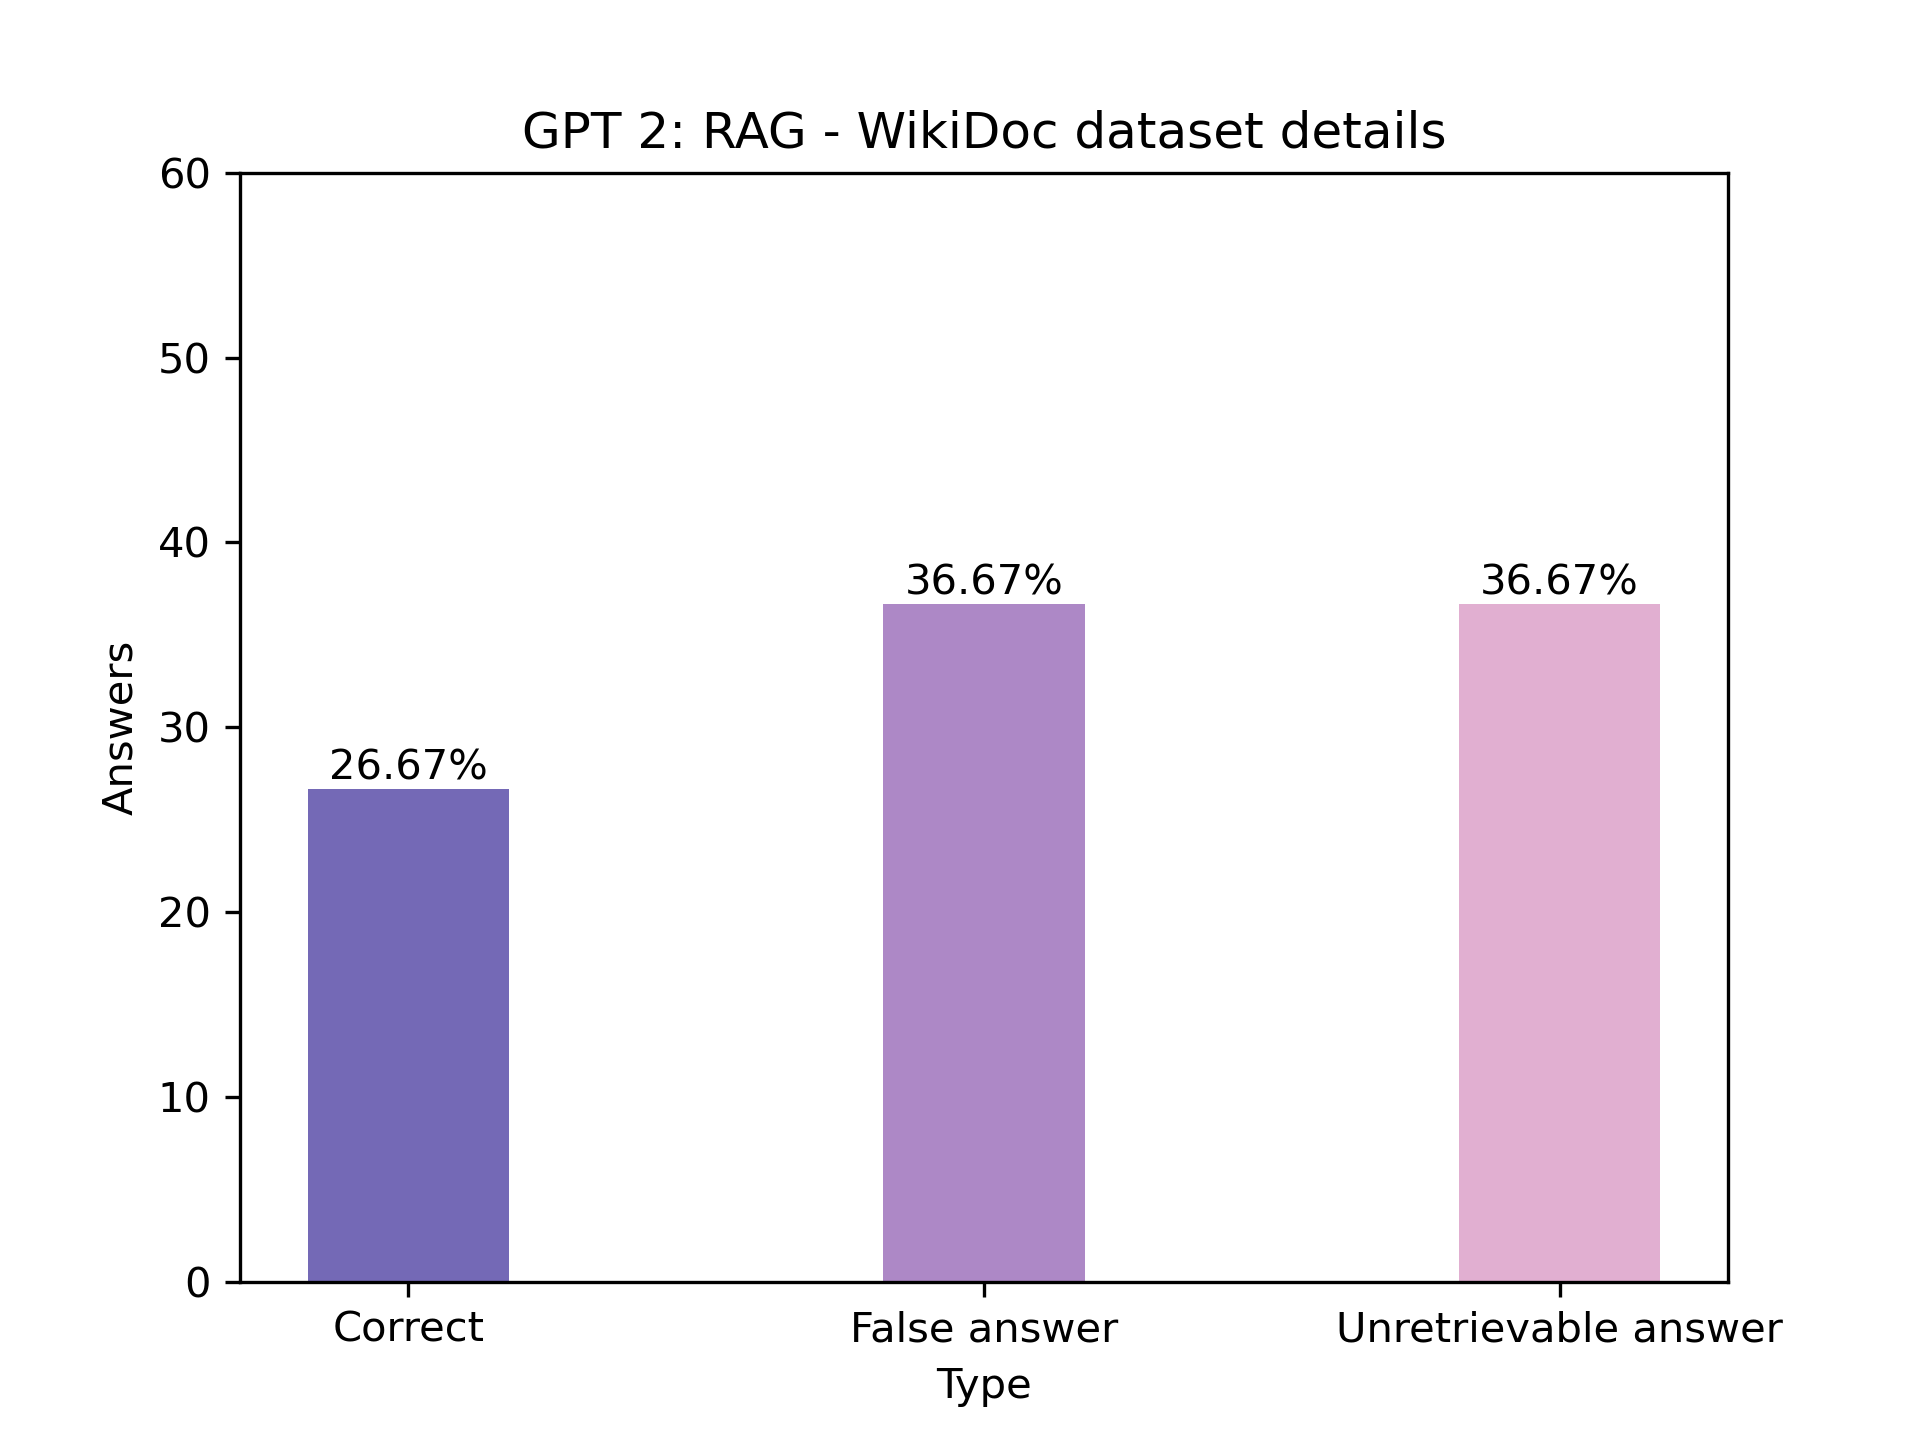 GPT 2: RAG - WikiDoc dataset details
60
50
40
30
20
10
0
Answers
26.67%
36.67%
36.67%
Correct
False answer
Unretrievable answer
Type